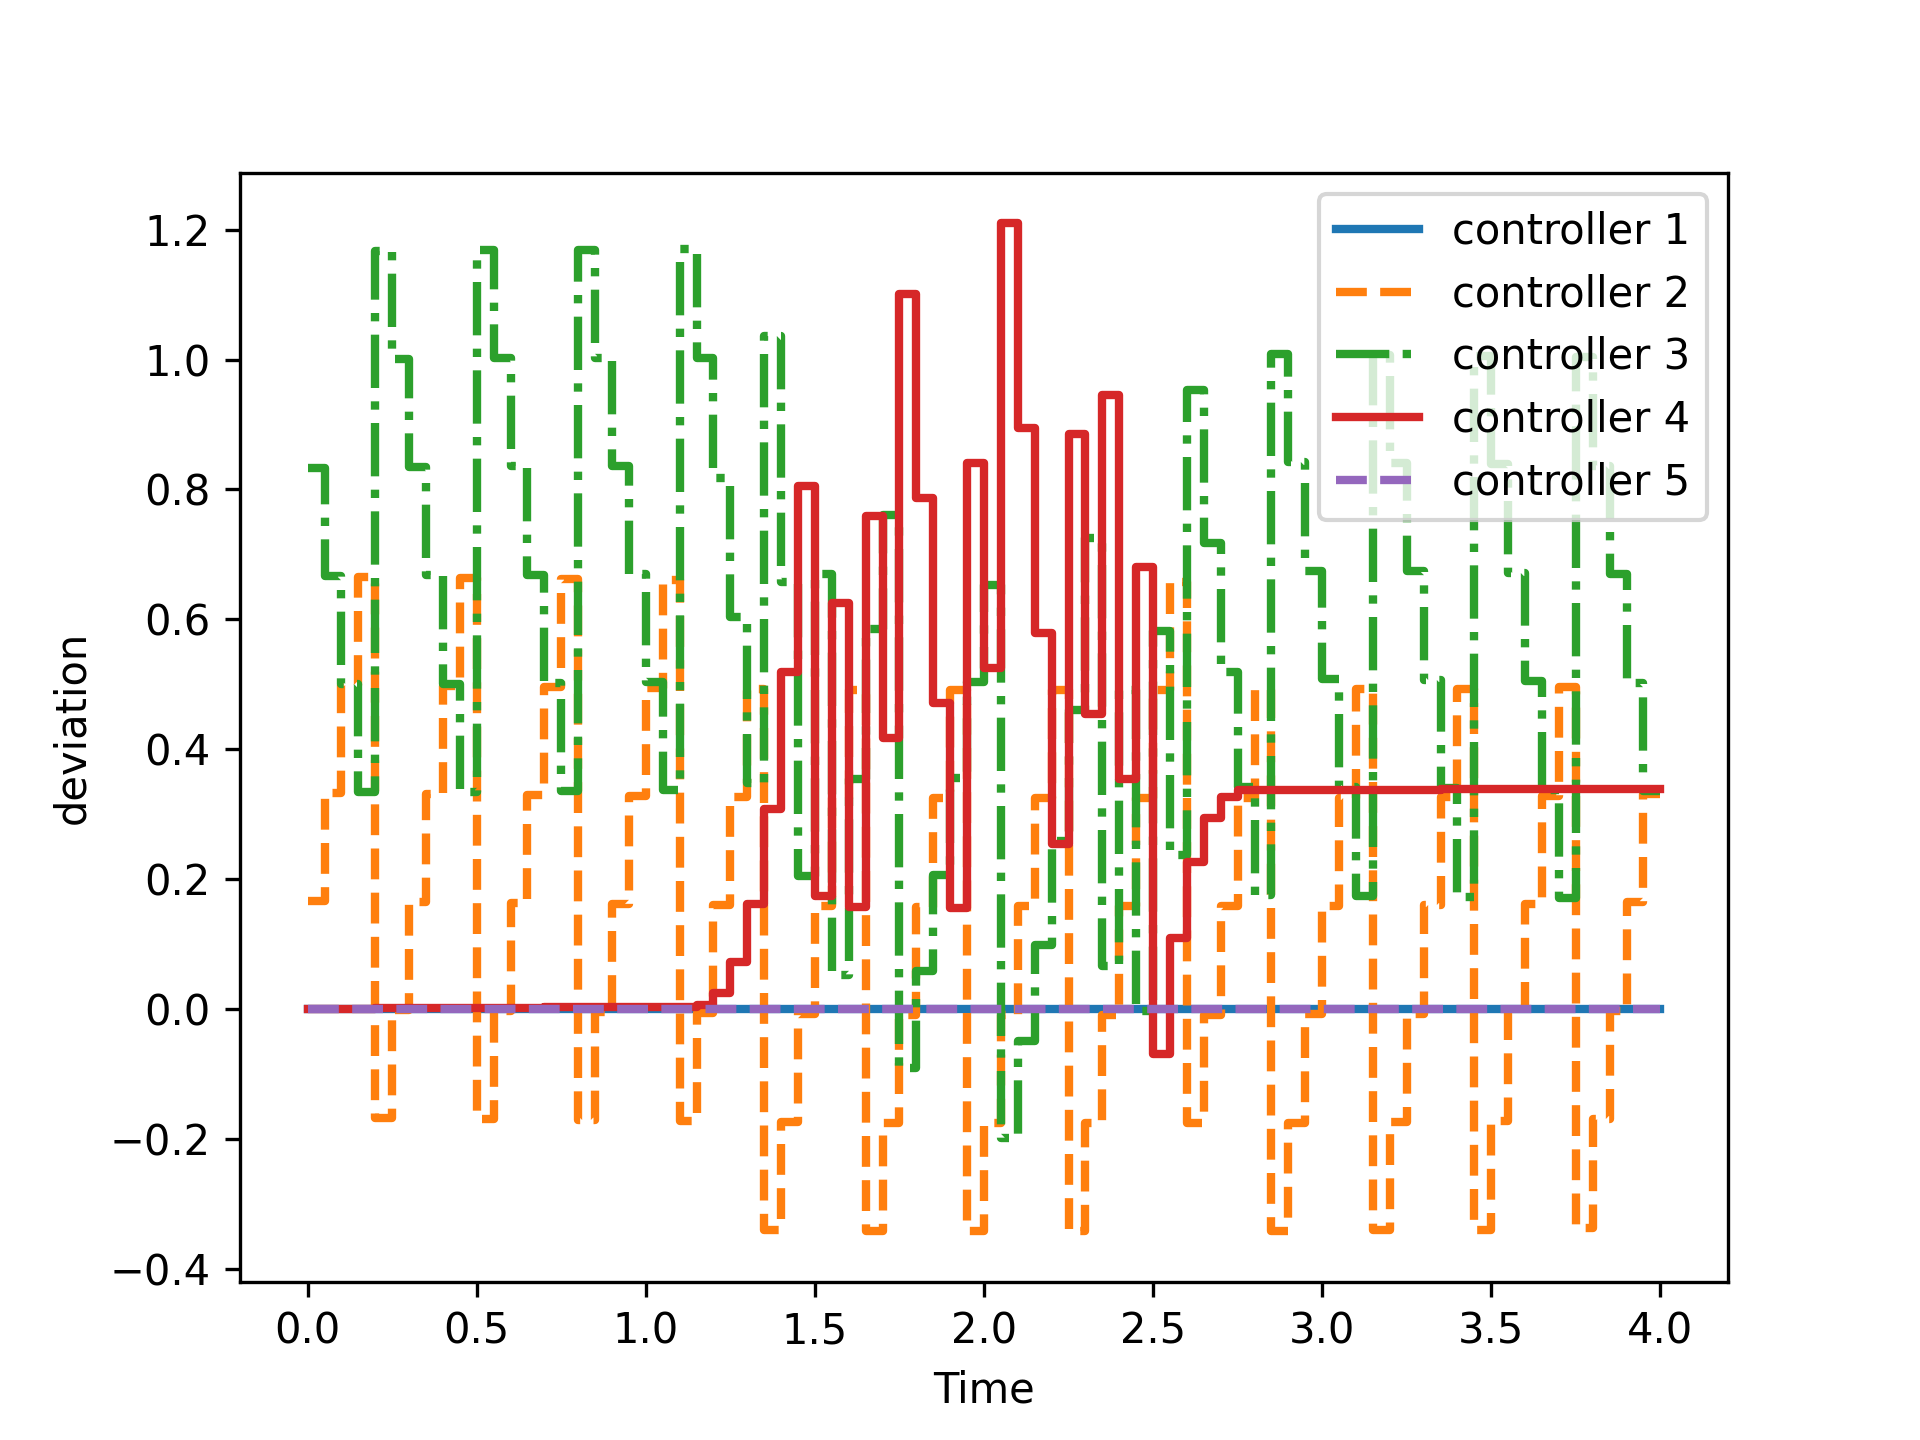 1.2
1.0
0.8
0.6
0.4
0.2
0.0
−0.2
−0.4
deviation
0.0 0.5 1.0 1.5 2.0 2.5 3.0 3.5 4.0
Time
controller 1
controller 2
controller 3
controller 4
controller 5